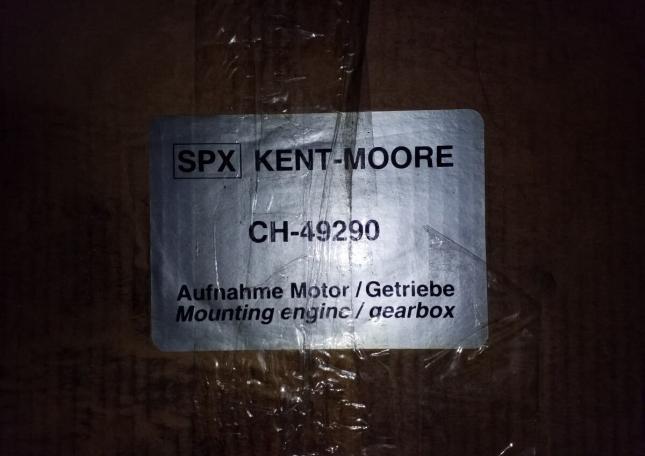 SPX KENT-MOORE
CH-49290
Aufnahme Motor / Getriebe
Mounting engine / gearbox